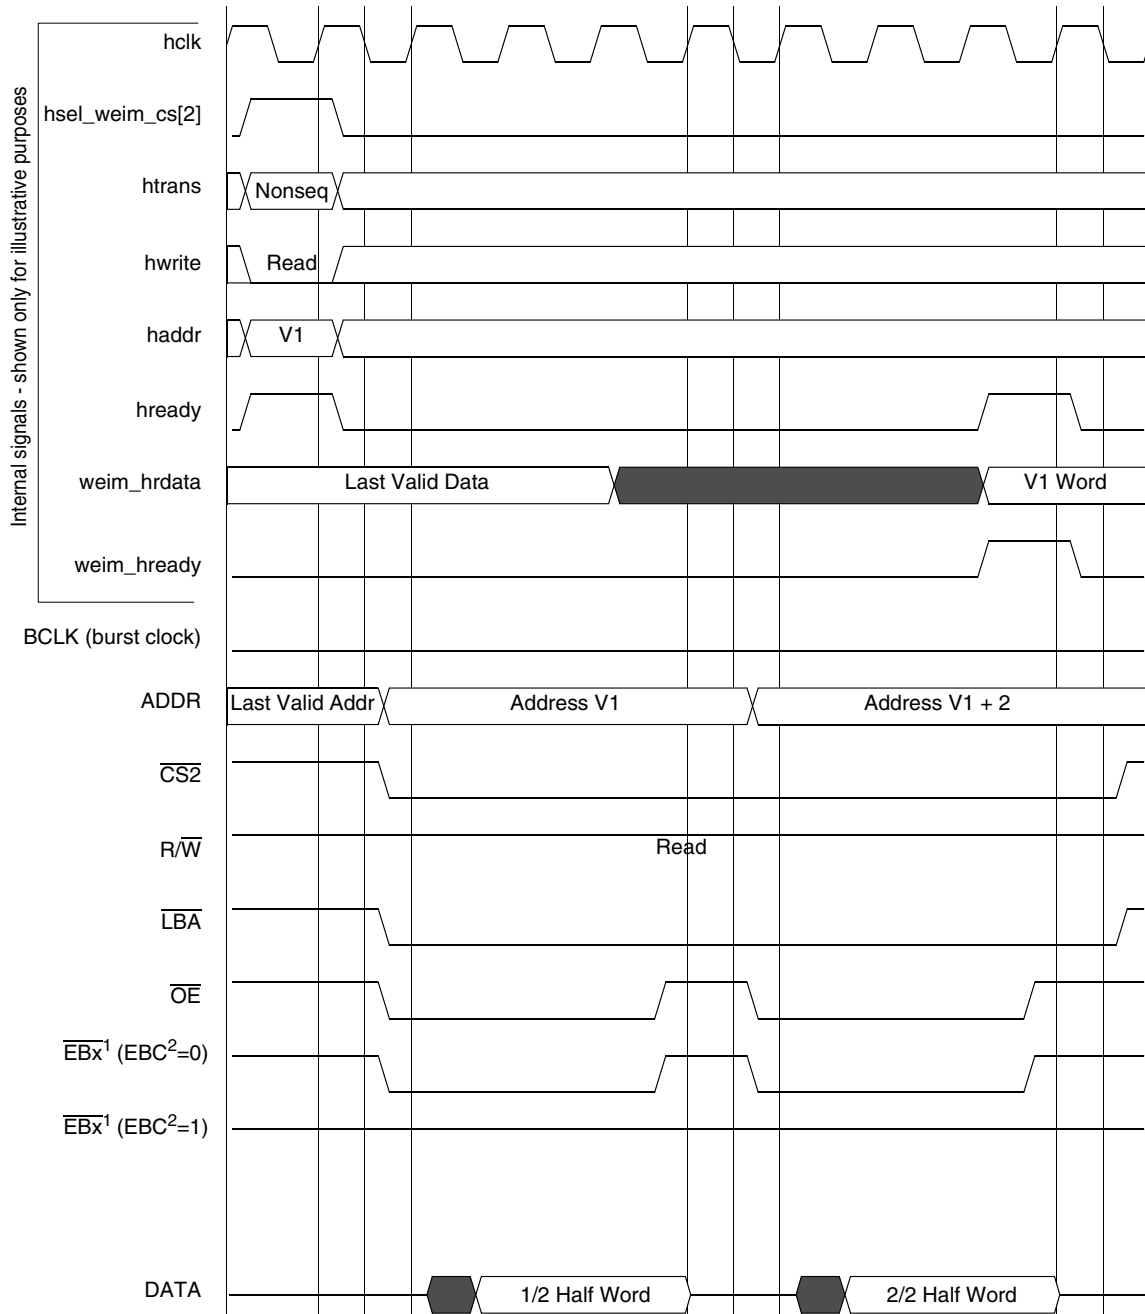 Internal signals - shown only for illustrative purposes
hclk
hsel_weim_cs[2]
htrans Nonseq
hwrite Read
haddr V1
hready
weim_hrdata Last Valid Data V1 Word
weim_hready
BCLK (burst clock)
ADDR Last Valid Addr Address V1 Address V1 + 2
CS2
R/W Read
LBA
OE
EBx1 (EBC2=0)
EBx1 (EBC2=1)
DATA 1/2 Half Word 2/2 Half Word